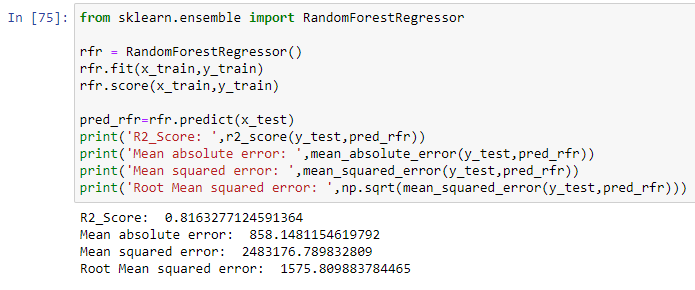 In [75]: from sklearn.ensemble import RandomForestRegressor
rfr = RandomForestRegressor()
rfr.fit(x_train,y_train)
rfr.score(x_train,y_train)
pred_rfr=rfr.predict(x_test)
print('R2_Score: ',r2_score(y_test,pred_rfr))
print('Mean absolute error: ',mean_absolute_error(y_test,pred_rfr))
print('Mean squared error: ',mean_squared_error(y_test,pred_rfr))
print('Root Mean squared error: ',np.sqrt(mean_squared_error(y_test,pred_rfr)))
R2_Score:  0.8163277124591364
Mean absolute error:  858.1481154619792
Mean squared error:  2483176.789832809
Root Mean squared error:  1575.809883784465